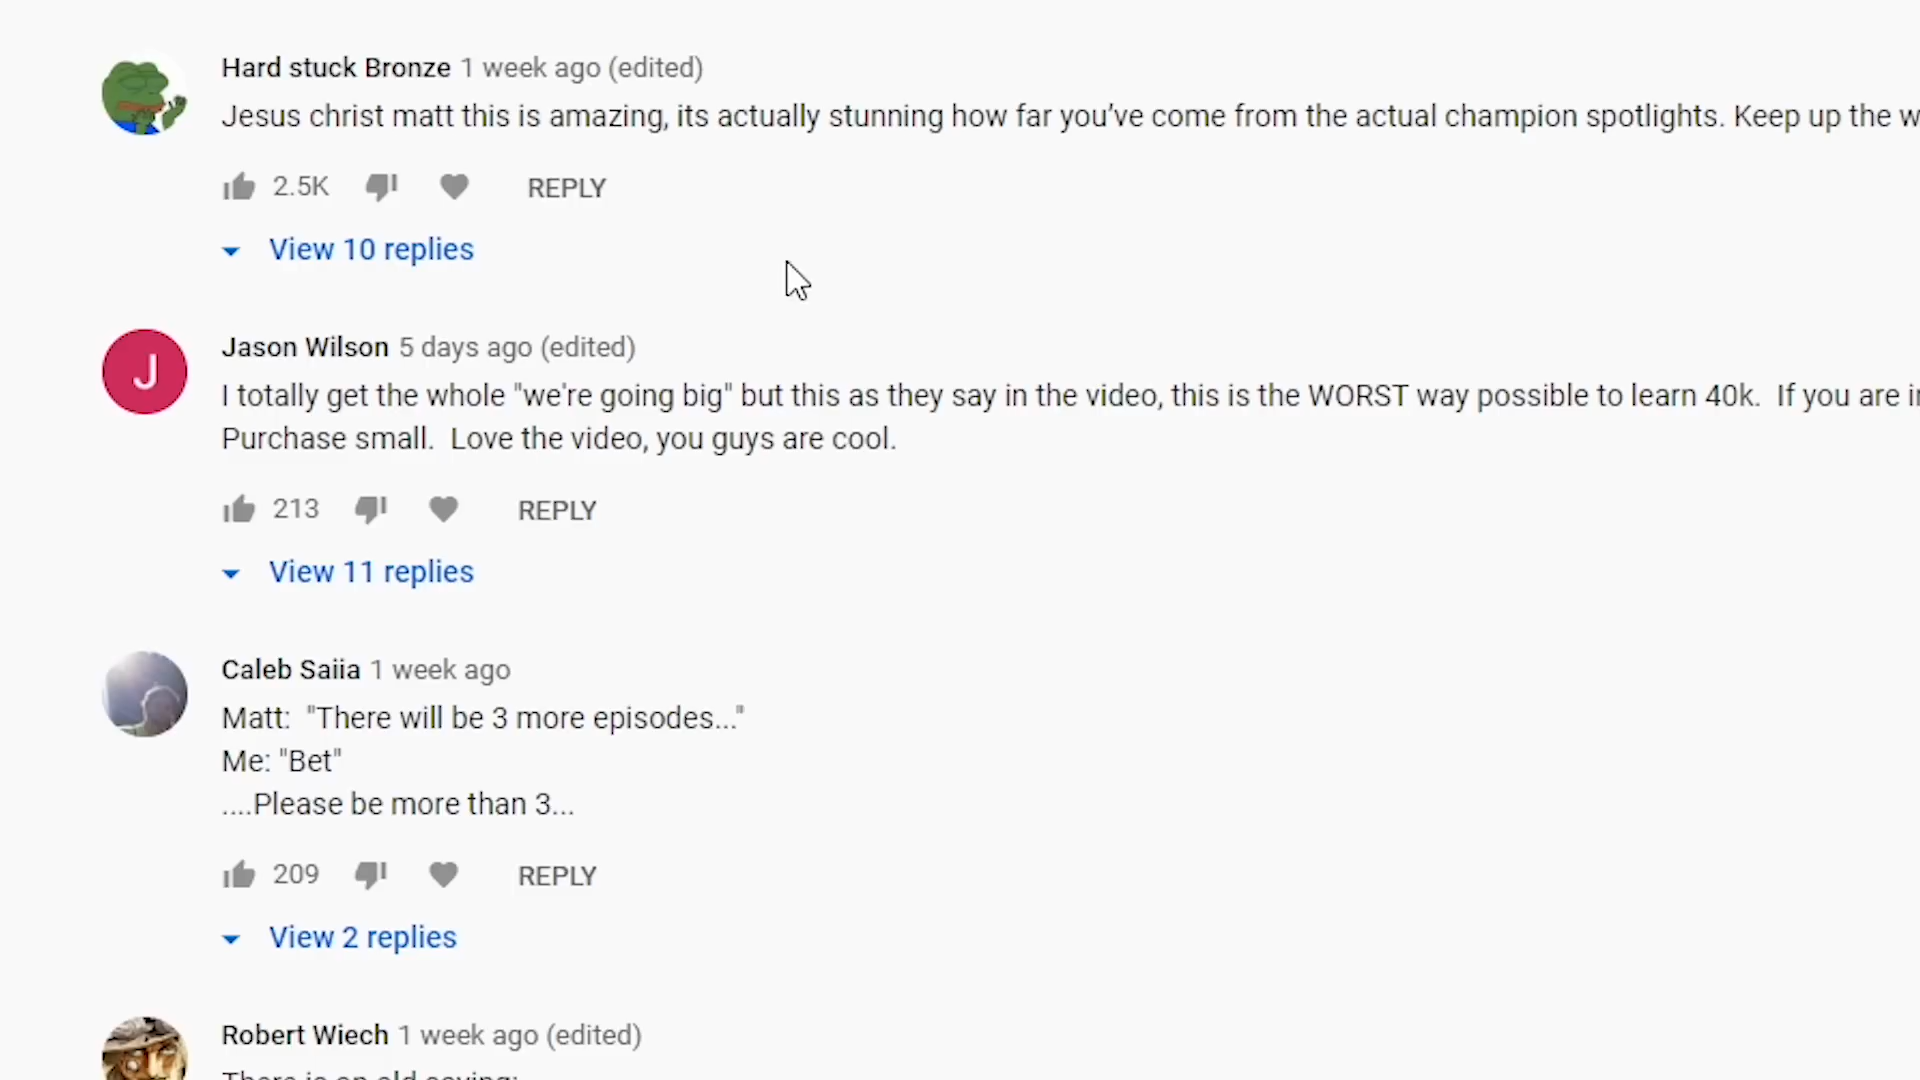 Hard stuck Bronze 1 week ago (edited)
Jesus christ matt this is amazing, its actually stunning how far you’ve come from the actual champion spotlights. Keep up the w
2.5K REPLY
View 10 replies
J
Jason Wilson 5 days ago (edited)
I totally get the whole "we're going big" but this as they say in the video, this is the WORST way possible to learn 40k.  If you are i
Purchase small.  Love the video, you guys are cool.
213 REPLY
View 11 replies
Caleb Saiia 1 week ago
Matt:  "There will be 3 more episodes..."
Me: "Bet"
....Please be more than 3...
209 REPLY
View 2 replies
Robert Wiech 1 week ago (edited)
There is an old saying: